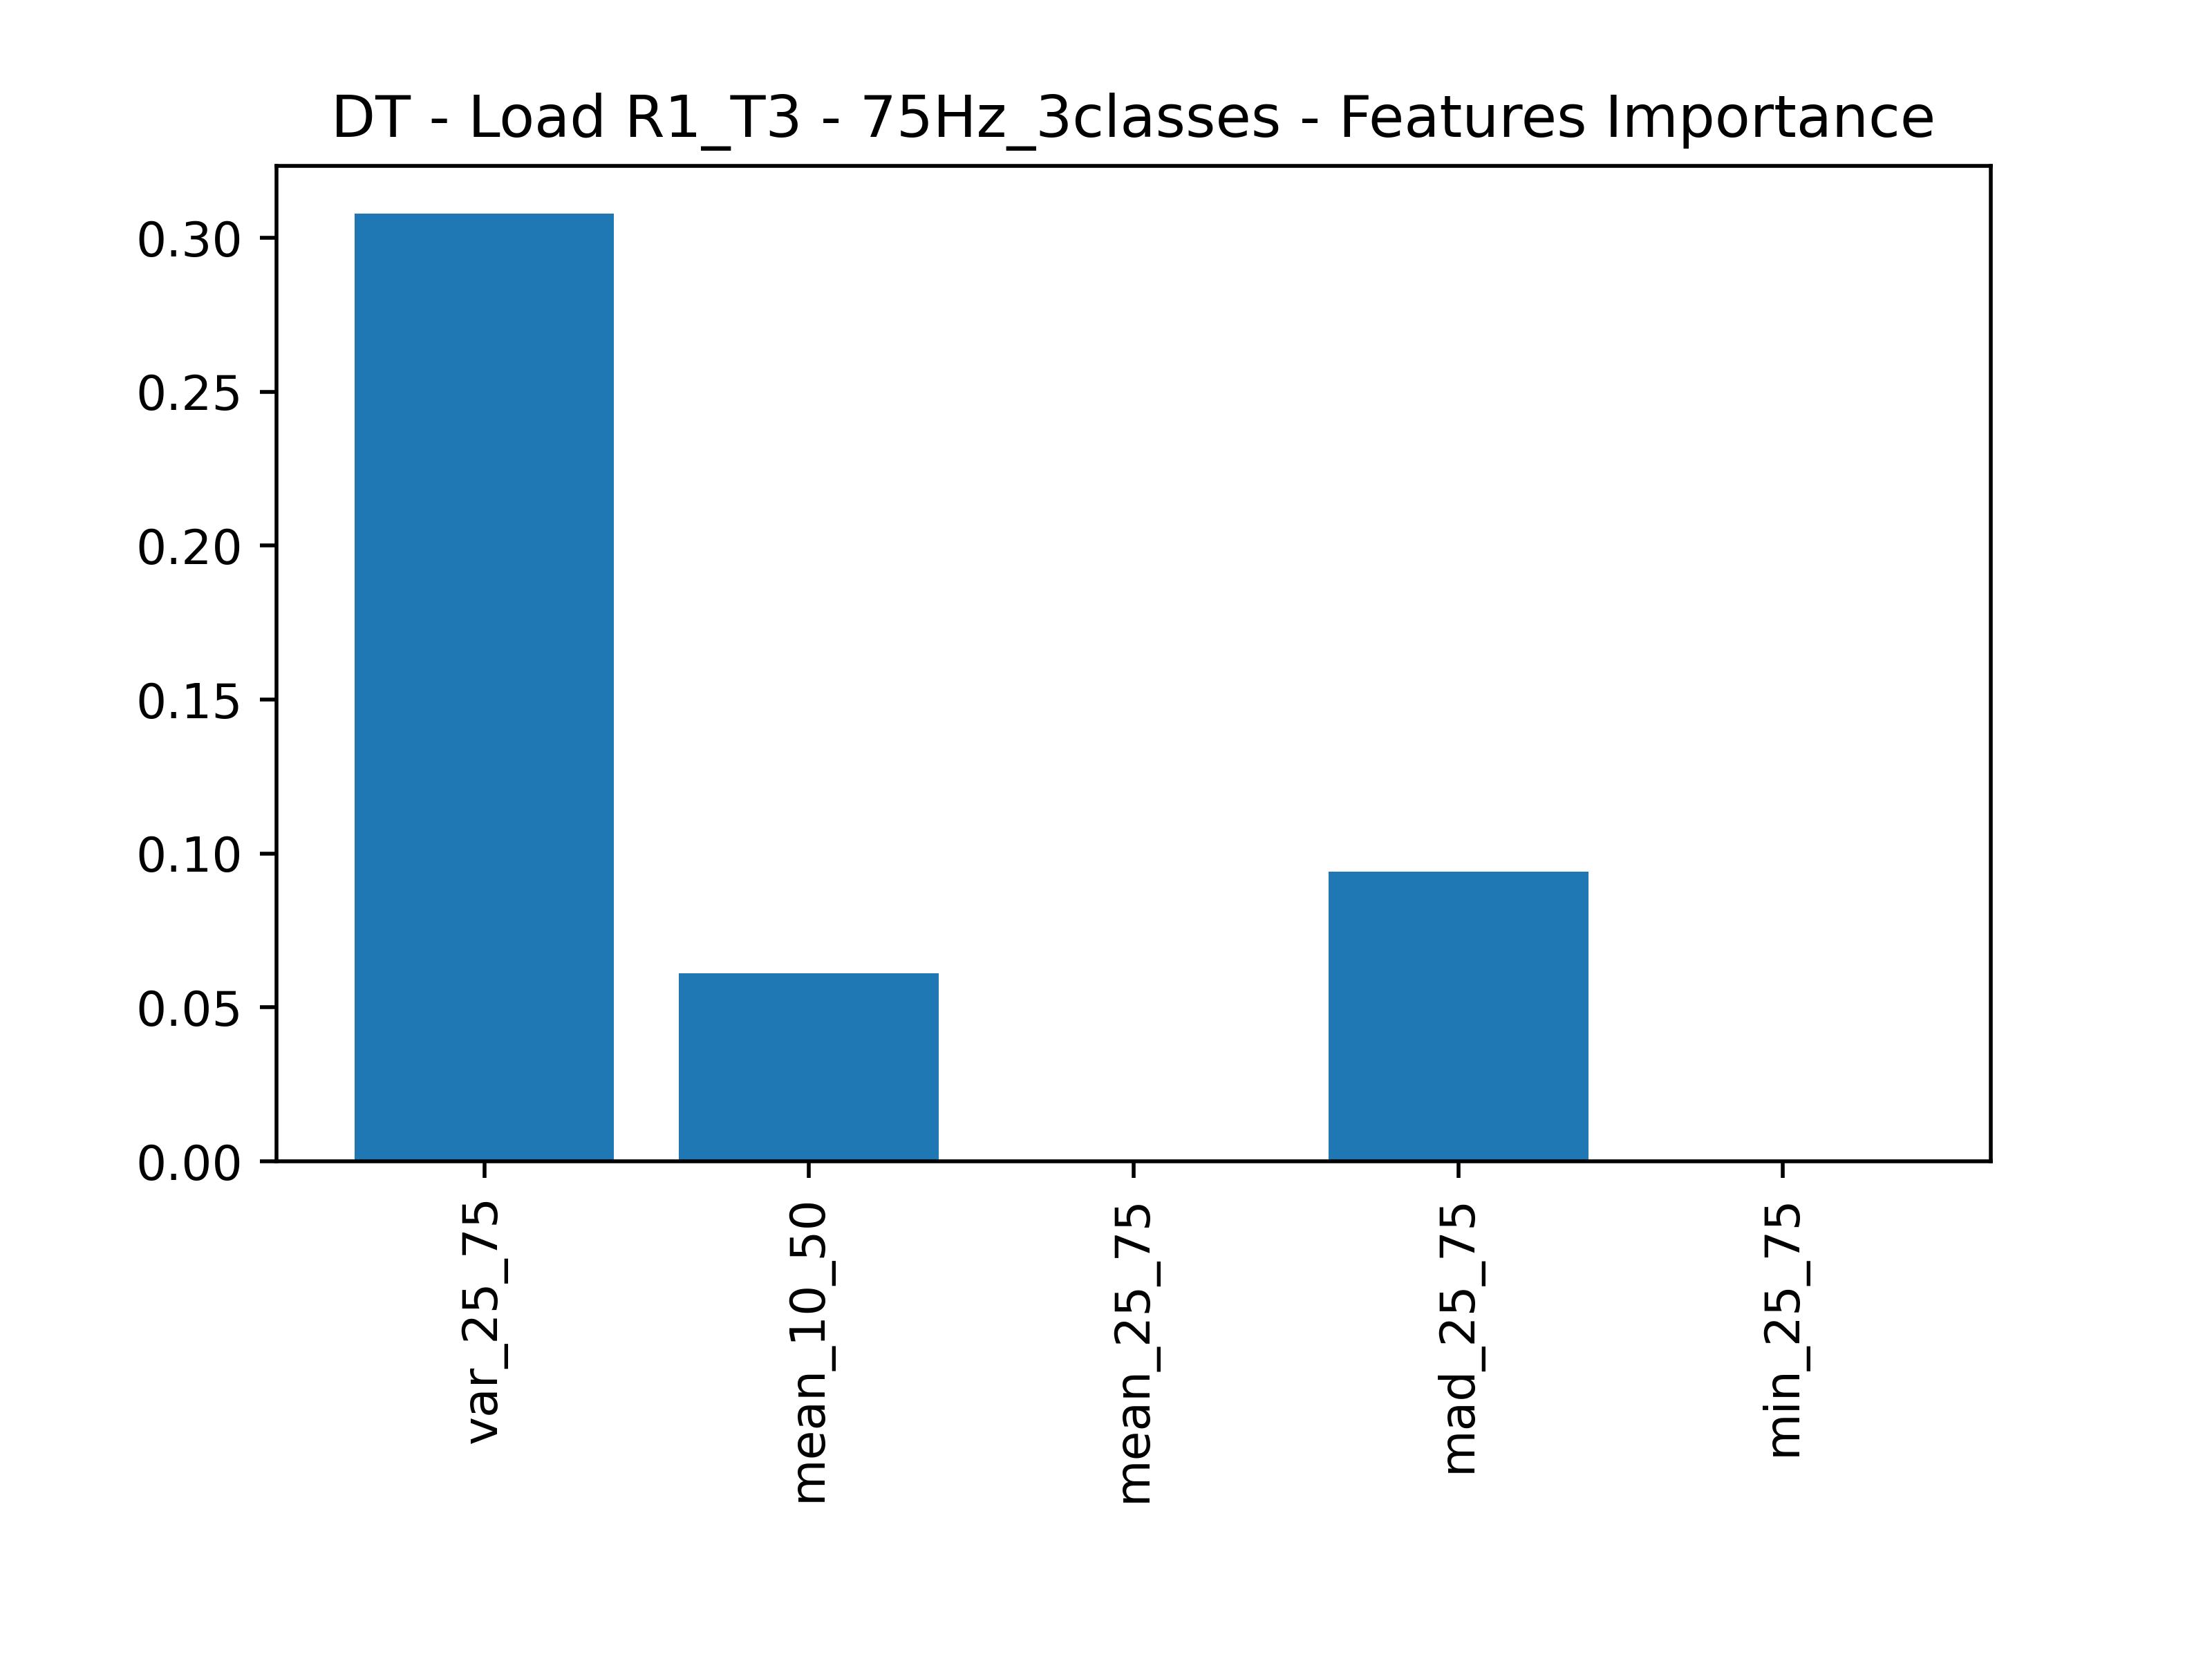 DT - Load R1_T3 - 75Hz_3classes - Features Importance
0.30
0.25
0.20
0.15
0.10
0.05
0.00
var_25_75
mean_10_50
mean_25_75
mad_25_75
min_25_75